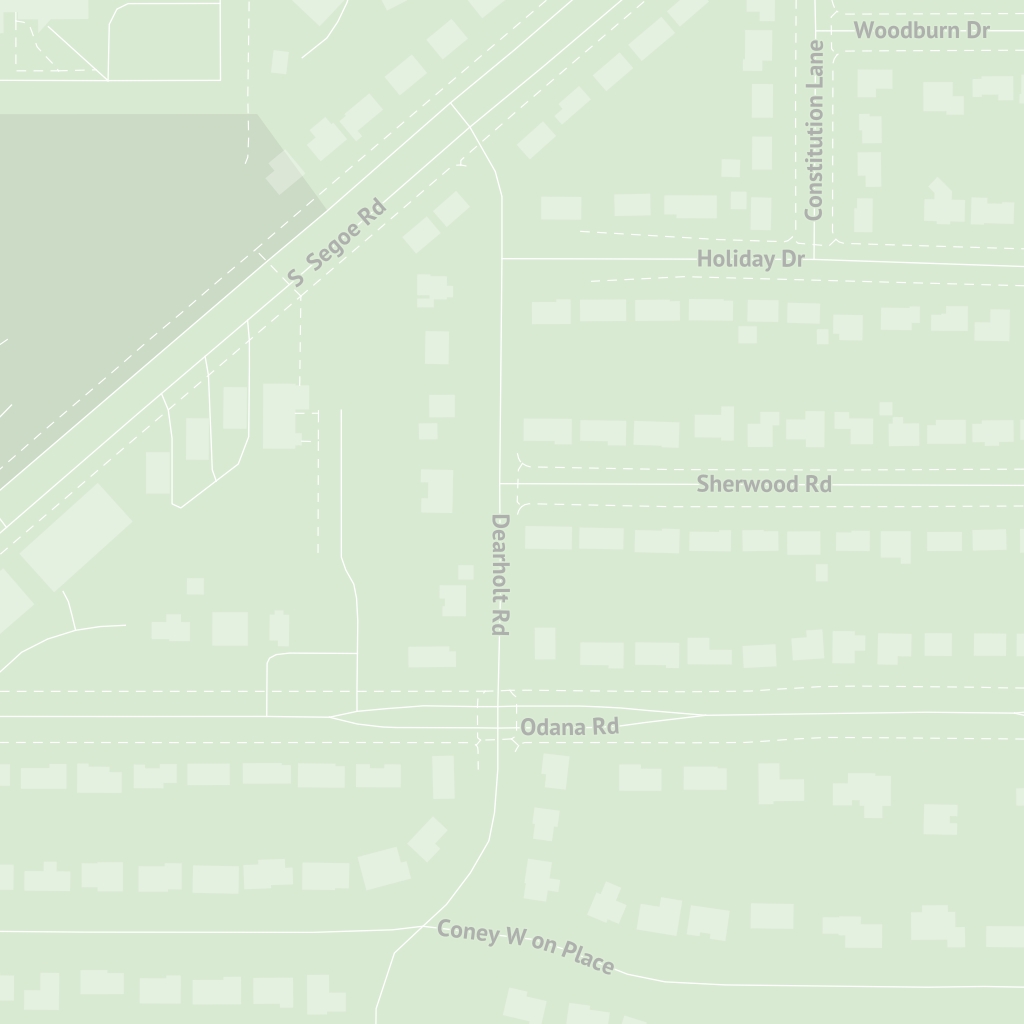 Woodburn Dr
Constitution Lane
S Segoe Rd
Holiday Dr
Sherwood Rd
Dearholt Rd
Odana Rd
Coney W on Place